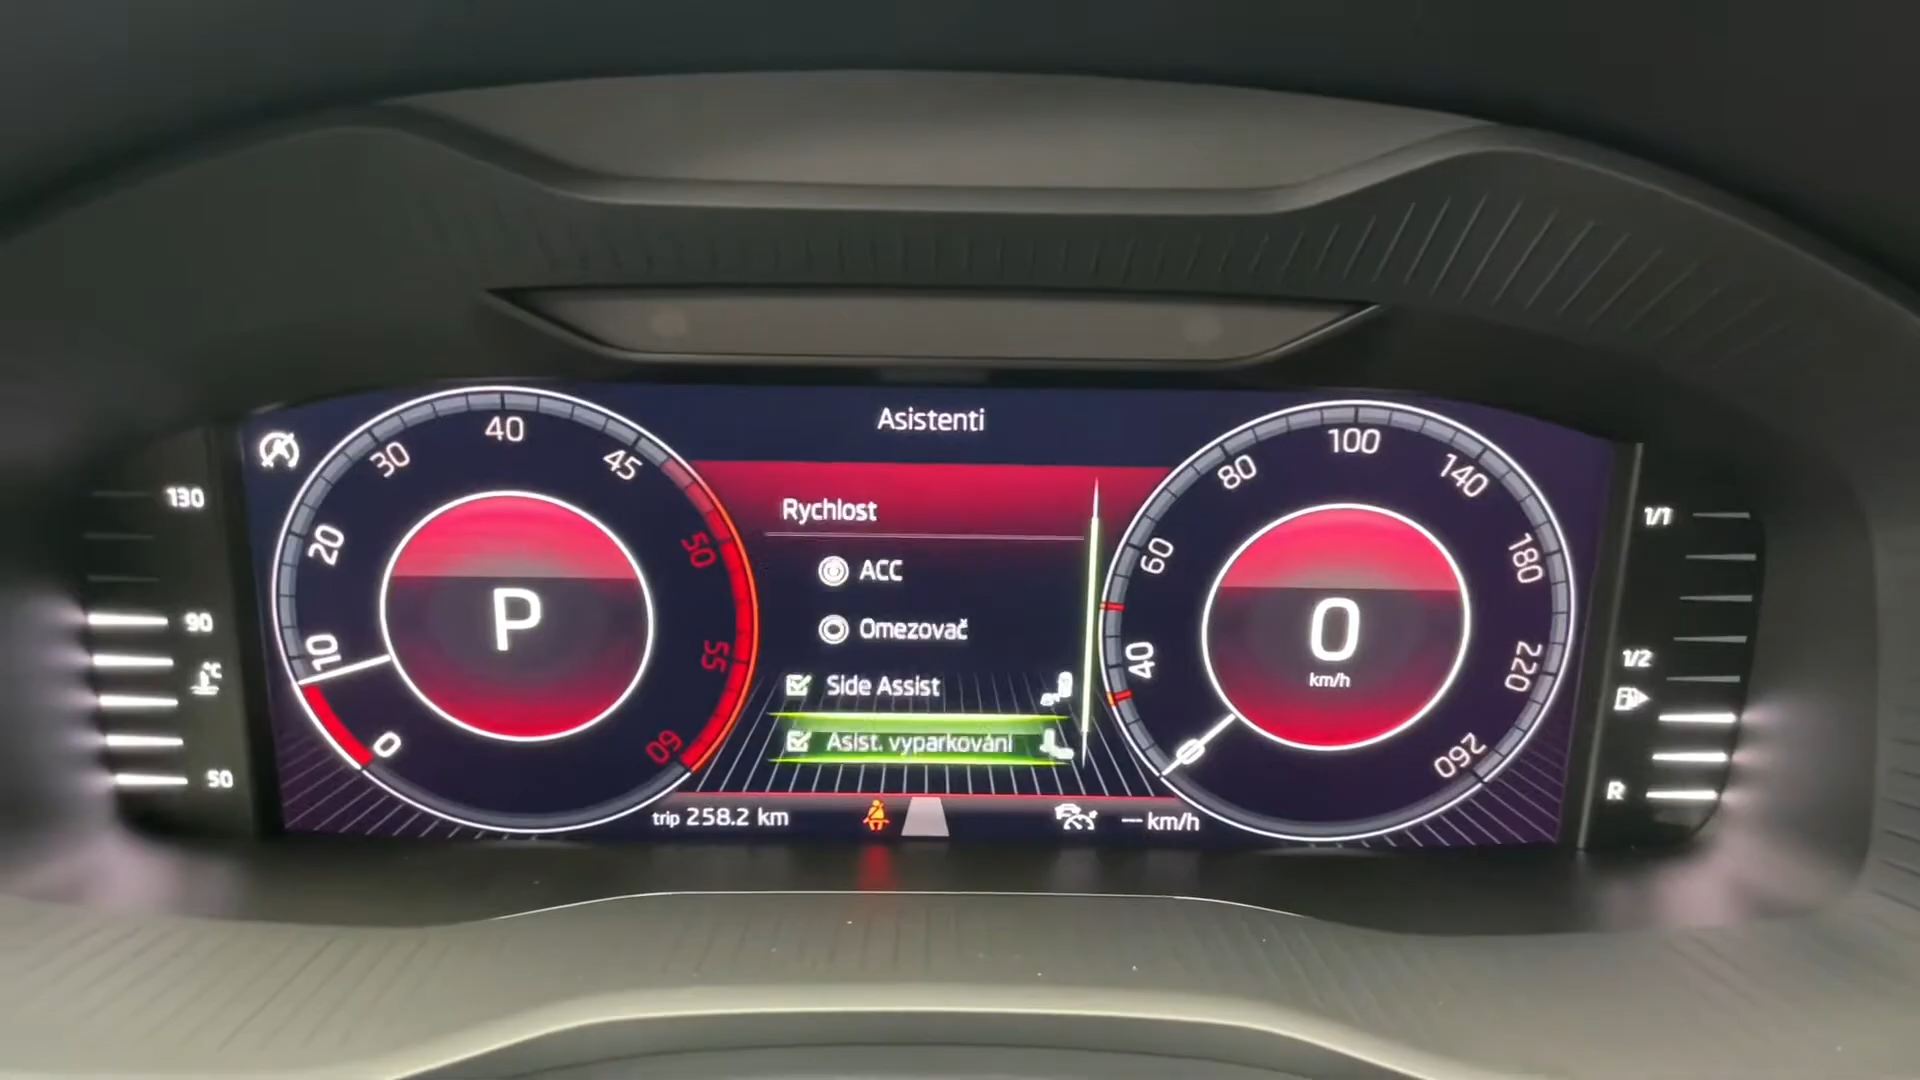 Asistenti
130
90
°C
50
0
10
20
30
40
45
50
55
60
P
Rychlost
ACC
Omezovač
Side Assist
Asist. vyparkování
trip 258.2 km
--- km/h
0
40
60
80
100
140
180
220
260
0
km/h
1/1
1/2
R